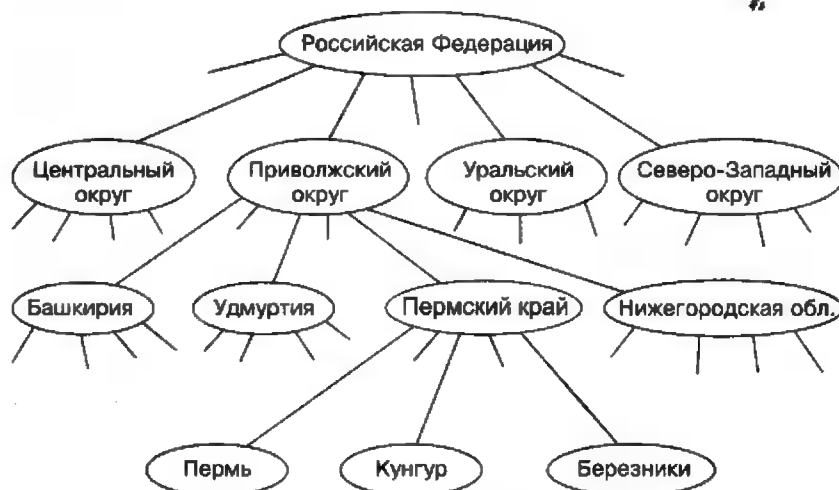 Российская Федерация
Центральный
округ
Приволжский
округ
Уральский
округ
Северо-Западный
округ
Башкирия
Удмуртия
Пермский край
Нижегородская обл.
Пермь
Кунгур
Березники